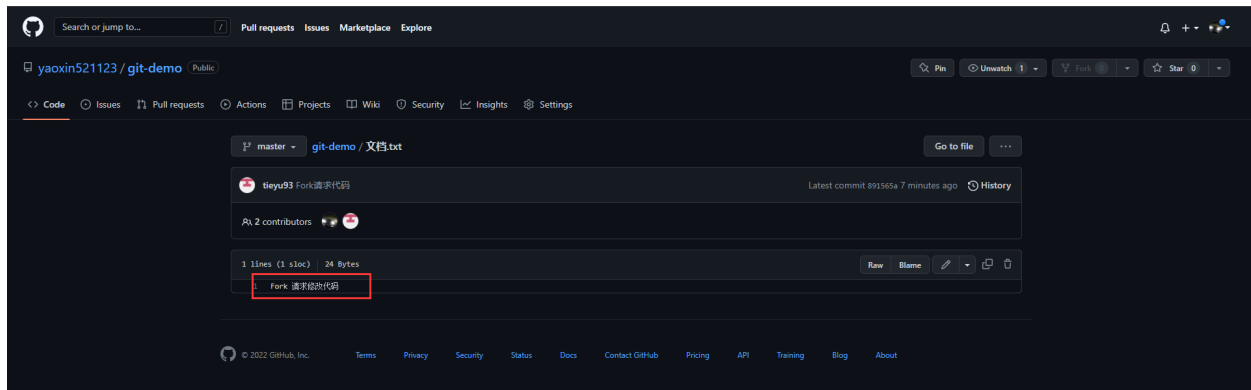 Search or jump to... / Pull requests Issues Marketplace Explore
yaoxin521123 / git-demo Public Pin Unwatch 1 Fork 0 Star 0
Code Issues Pull requests Actions Projects Wiki Security Insights Settings
master git-demo / 文档.txt Go to file ...
tieyu93 Fork请求代码 Latest commit 891565a 7 minutes ago History
2 contributors
1 lines (1 sloc) 24 Bytes Raw Blame
1 Fork 请求修改代码
© 2022 GitHub, Inc. Terms Privacy Security Status Docs Contact GitHub Pricing API Training Blog About